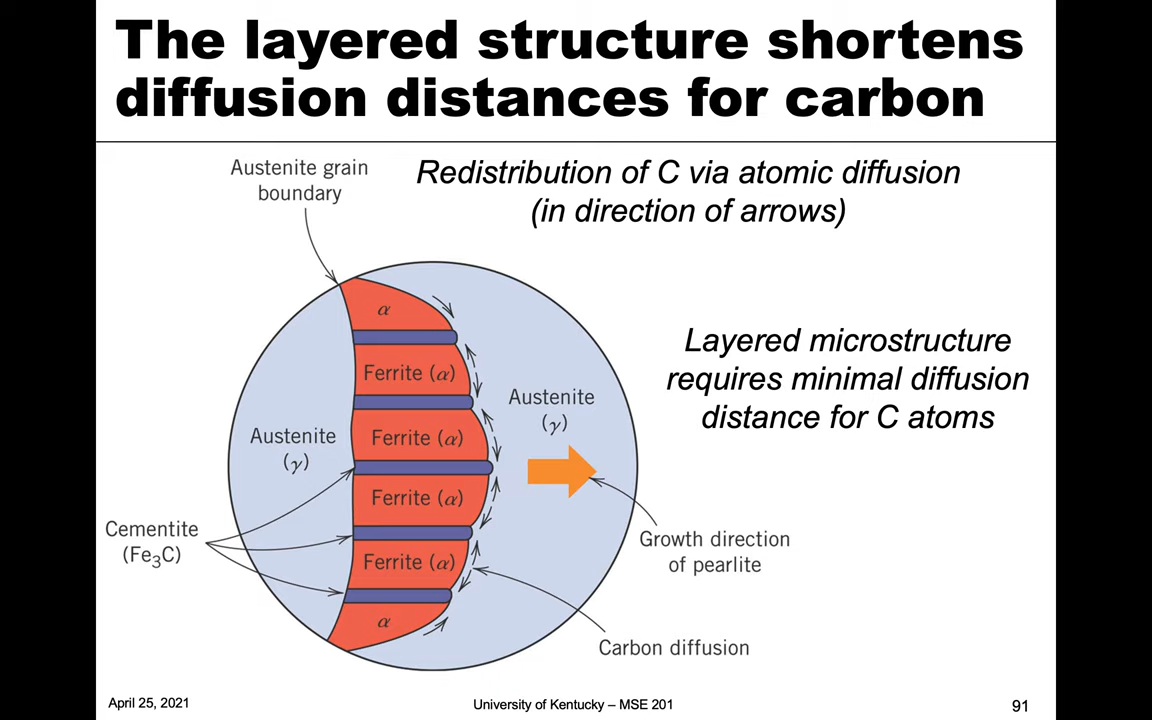 The layered structure shortens
diffusion distances for carbon
Austenite grain
boundary
Redistribution of C via atomic diffusion
(in direction of arrows)
α
Layered microstructure
requires minimal diffusion
distance for C atoms
Ferrite (α)
Austenite
(γ)
Austenite
(γ)
Ferrite (α)
Ferrite (α)
Cementite
(Fe₃C)
Growth direction
of pearlite
Ferrite (α)
α
Carbon diffusion
April 25, 2021
University of Kentucky – MSE 201
91